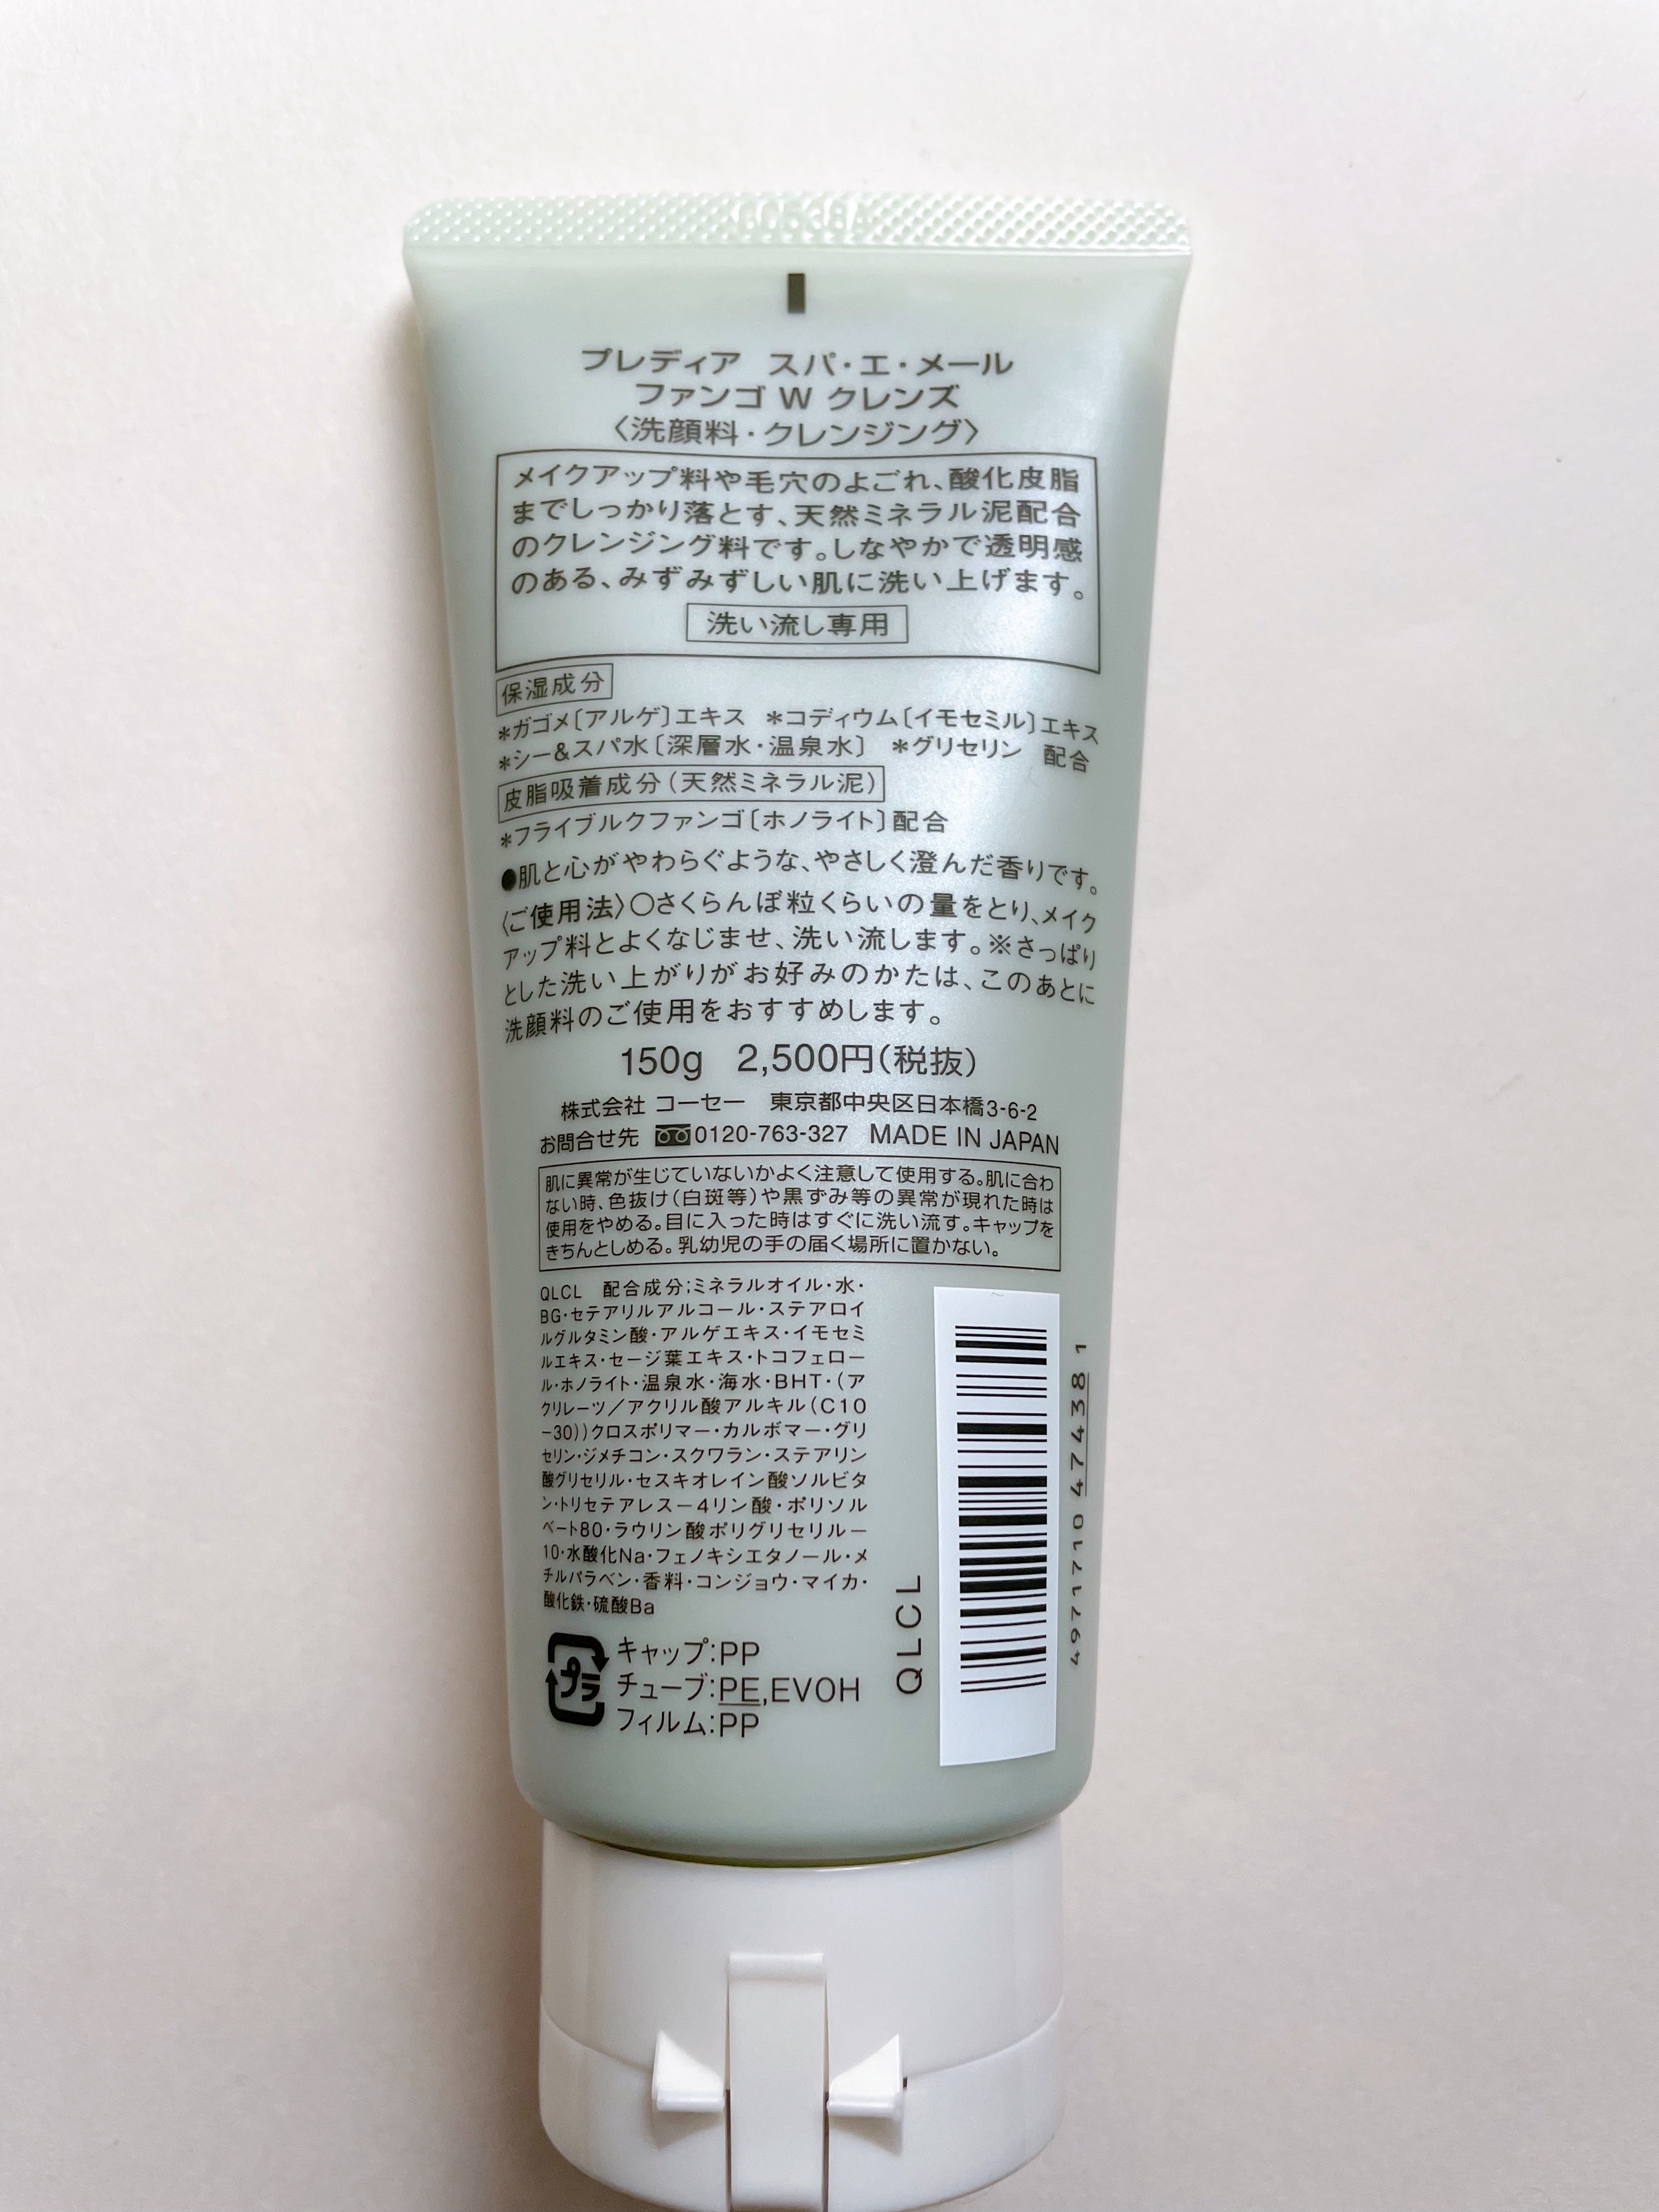 プレディア スパ・エ・メール
ファンゴ W クレンズ
〈洗顔料・クレンジング〉
メイクアップ料や毛穴のよごれ、酸化皮脂
までしっかり落とす、天然ミネラル泥配合
のクレンジング料です。しなやかで透明感
のある、みずみずしい肌に洗い上げます。
洗い流し専用
保湿成分
*ガゴメ〔アルゲ〕エキス *コディウム〔イモセミル〕エキス
*シー&スパ水〔深層水・温泉水〕 *グリセリン 配合
皮脂吸着成分(天然ミネラル泥)
*フライブルクファンゴ〔ホノライト〕配合
●肌と心がやわらぐような、やさしく澄んだ香りです。
〈ご使用法〉○さくらんぼ粒くらいの量をとり、メイク
アップ料とよくなじませ、洗い流します。※さっぱり
とした洗い上がりがお好みのかたは、このあとに
洗顔料のご使用をおすすめします。
150g 2,500円(税抜)
株式会社 コーセー 東京都中央区日本橋3-6-2
お問合せ先 0120-763-327 MADE IN JAPAN
肌に異常が生じていないかよく注意して使用する。肌に合わ
ない時、色抜け(白斑等)や黒ずみ等の異常が現れた時は
使用をやめる。目に入った時はすぐに洗い流す。キャップを
きちんとしめる。乳幼児の手の届く場所に置かない。
QLCL 配合成分;ミネラルオイル・水・
BG・セテアリルアルコール・ステアロイ
ルグルタミン酸・アルゲエキス・イモセミ
ルエキス・セージ葉エキス・トコフェロー
ル・ホノライト・温泉水・海水・BHT・(ア
クリレーツ/アクリル酸アルキル(C10
-30))クロスポリマー・カルボマー・グリ
セリン・ジメチコン・スクワラン・ステアリン
酸グリセリル・セスキオレイン酸ソルビタ
ン・トリセテアレス-4リン酸・ポリソル
ベート80・ラウリン酸ポリグリセリル-
10・水酸化Na・フェノキシエタノール・メ
チルパラベン・香料・コンジョウ・マイカ・
酸化鉄・硫酸Ba
プラ
キャップ:PP
チューブ:PE,EVOH
フィルム:PP
QLCL
4971710 474381